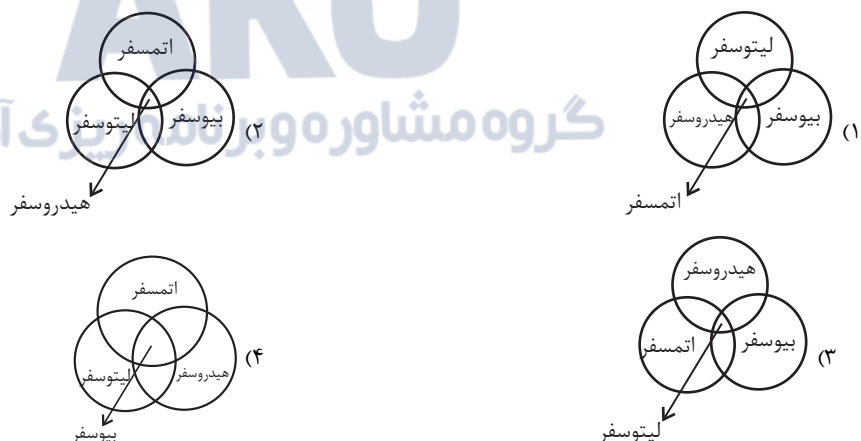 AKO
گروه مشاوره و برنامه‌ریزی آ
۱)
لیتوسفر
هیدروسفر
بیوسفر
اتمسفر
۲)
اتمسفر
لیتوسفر
بیوسفر
هیدروسفر
۳)
هیدروسفر
اتمسفر
بیوسفر
لیتوسفر
۴)
اتمسفر
لیتوسفر
هیدروسفر
بیوسفر